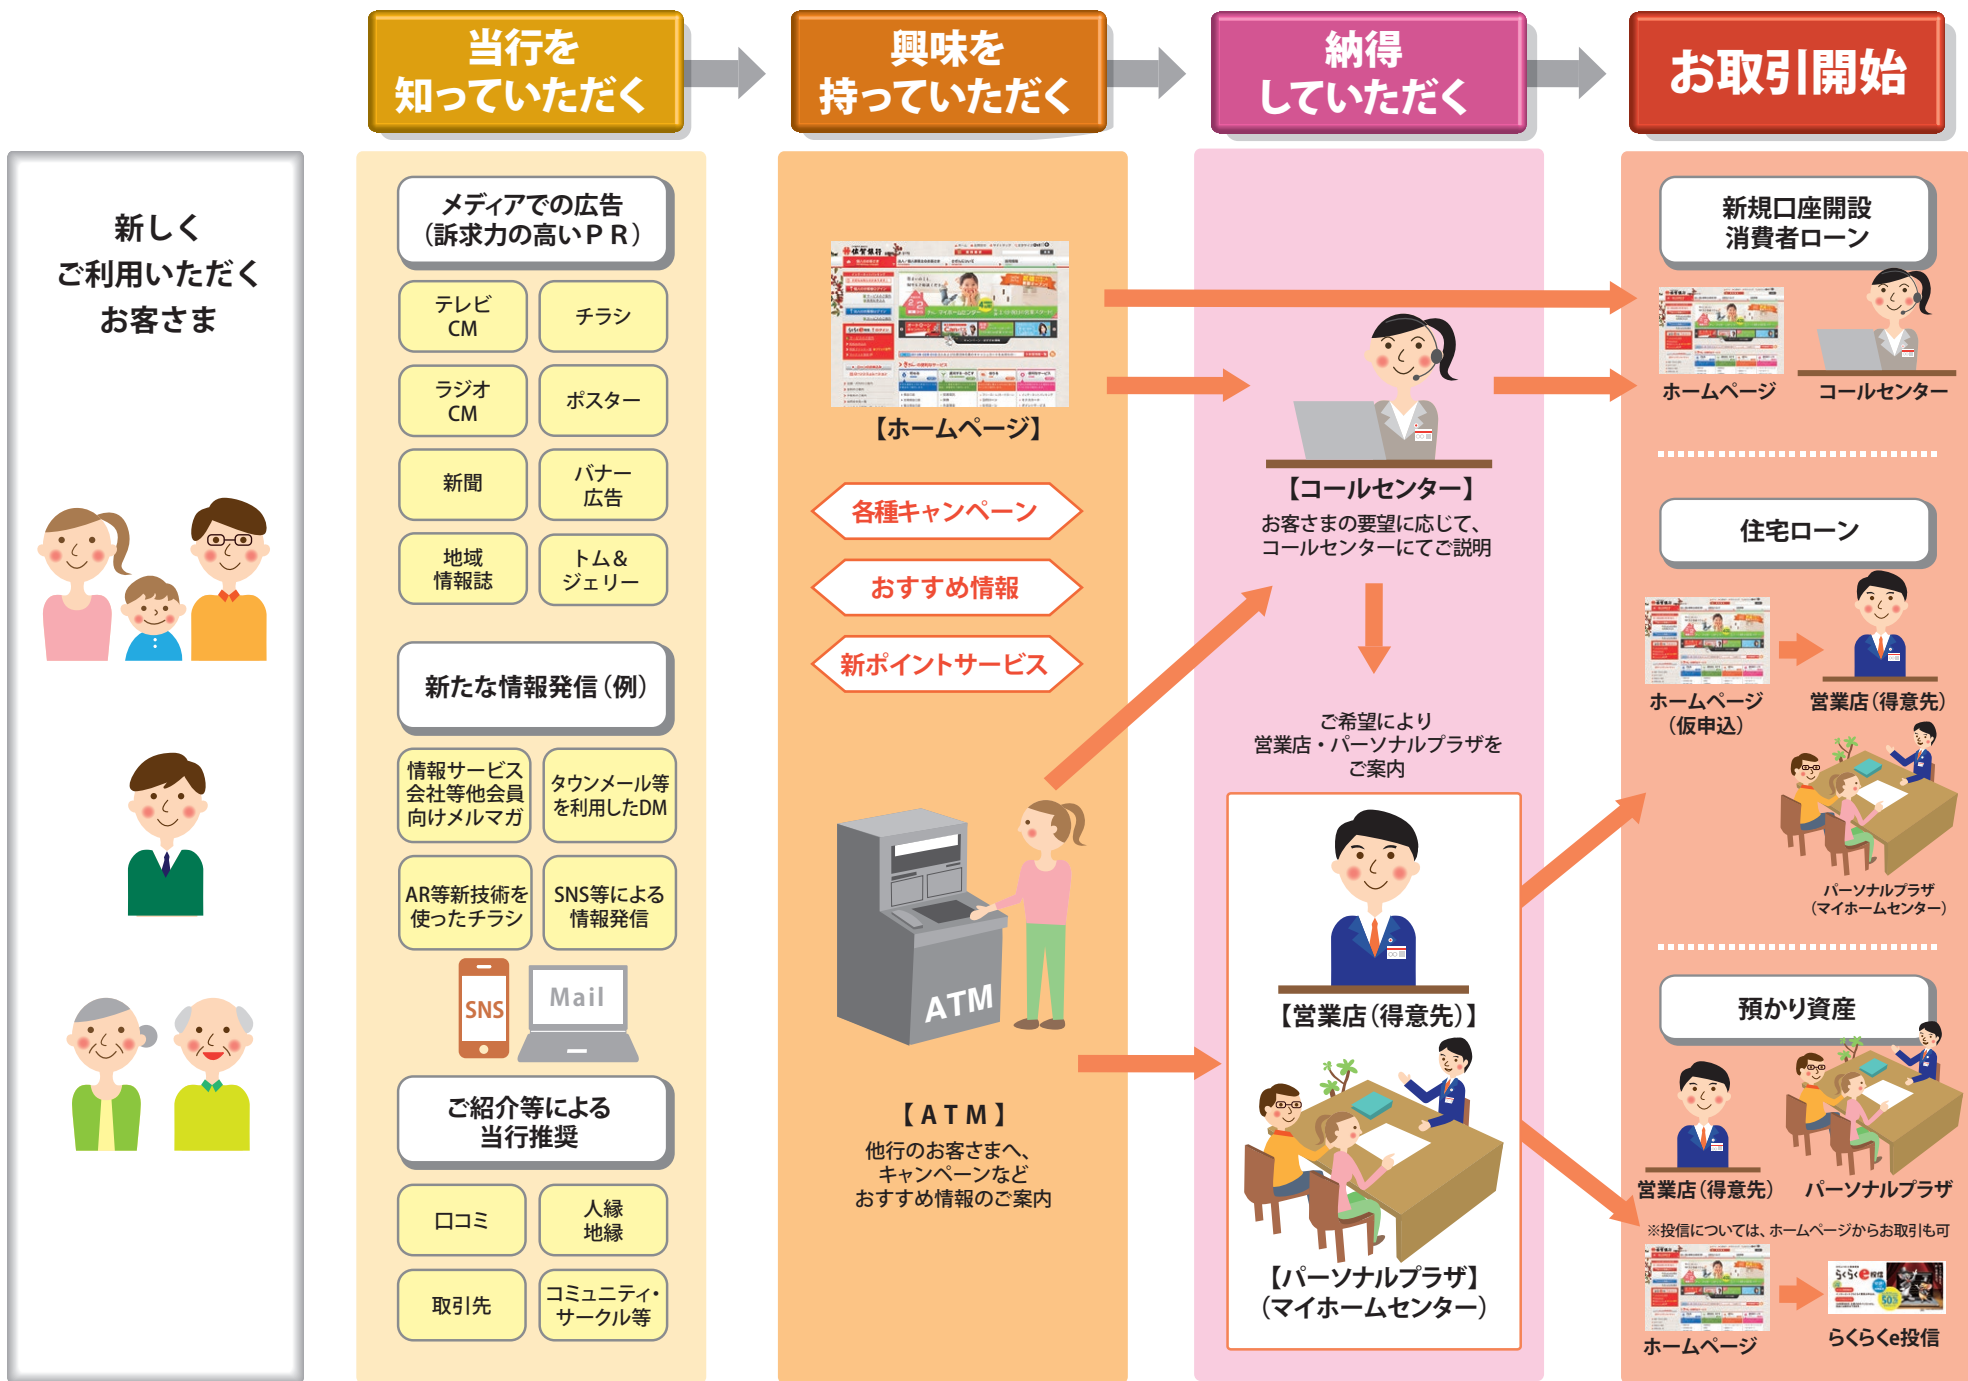 当行を
知っていただく
興味を
持っていただく
納得
していただく
お取引開始
新しく
ご利用いただく
お客さま
メディアでの広告
（訴求力の高いＰＲ）
テレビ
CM
チラシ
ラジオ
CM
ポスター
新聞
バナー
広告
地域
情報誌
トム＆
ジェリー
新たな情報発信（例）
情報サービス
会社等他会員
向けメルマガ
タウンメール等
を利用したDM
AR等新技術を
使ったチラシ
SNS等による
情報発信
SNS
Mail
ご紹介等による
当行推奨
口コミ
人縁
地縁
取引先
コミュニティ・
サークル等
佐賀銀行
【ホームページ】
各種キャンペーン
おすすめ情報
新ポイントサービス
ATM
【ＡＴＭ】
他行のお客さまへ、
キャンペーンなど
おすすめ情報のご案内
【コールセンター】
お客さまの要望に応じて、
コールセンターにてご説明
ご希望により
営業店・パーソナルプラザを
ご案内
【営業店（得意先）】
【パーソナルプラザ】
（マイホームセンター）
新規口座開設
消費者ローン
ホームページ
コールセンター
住宅ローン
ホームページ
（仮申込）
営業店（得意先）
パーソナルプラザ
（マイホームセンター）
預かり資産
営業店（得意先）
パーソナルプラザ
※投信については、ホームページからお取引も可
らくらくe投信
50%
ホームページ
らくらくe投信